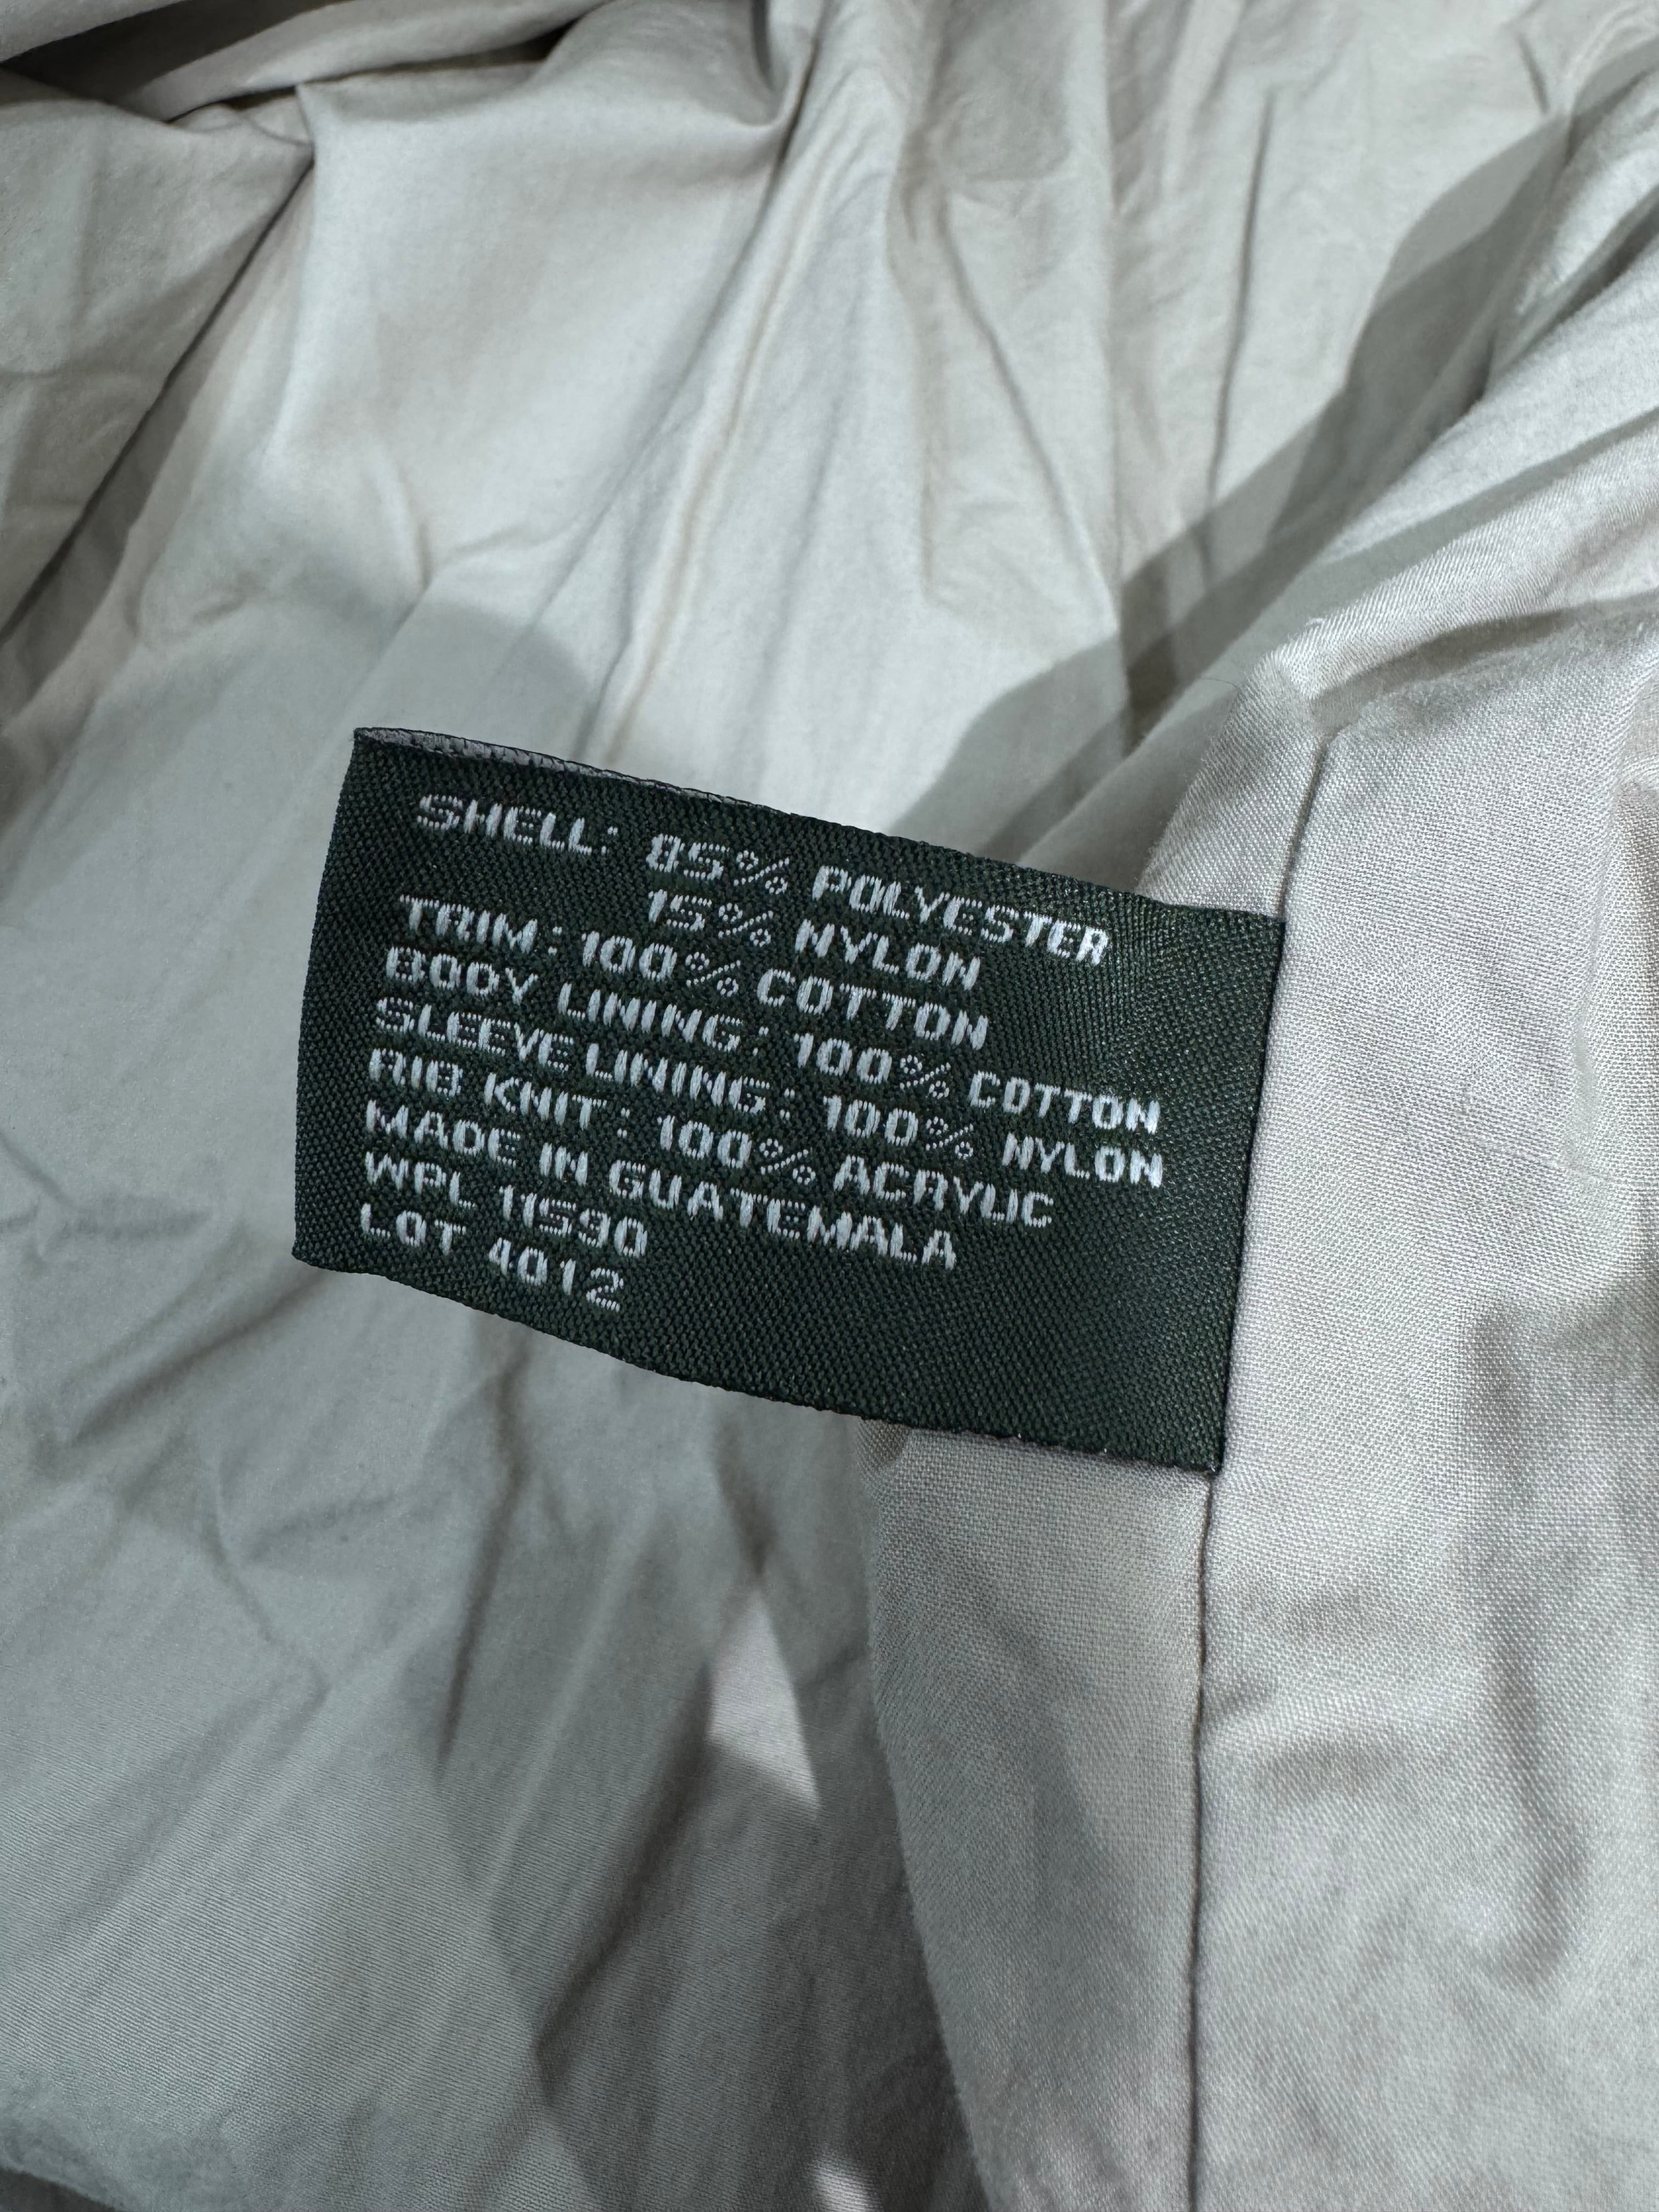 SHELL: 85% POLYESTER
15% NYLON
TRIM: 100% COTTON
BODY LINING: 100% COTTON
SLEEVE LINING: 100% NYLON
RIB KNIT: 100% ACRYLIC
MADE IN GUATEMALA
WPL 11590
LOT 4012